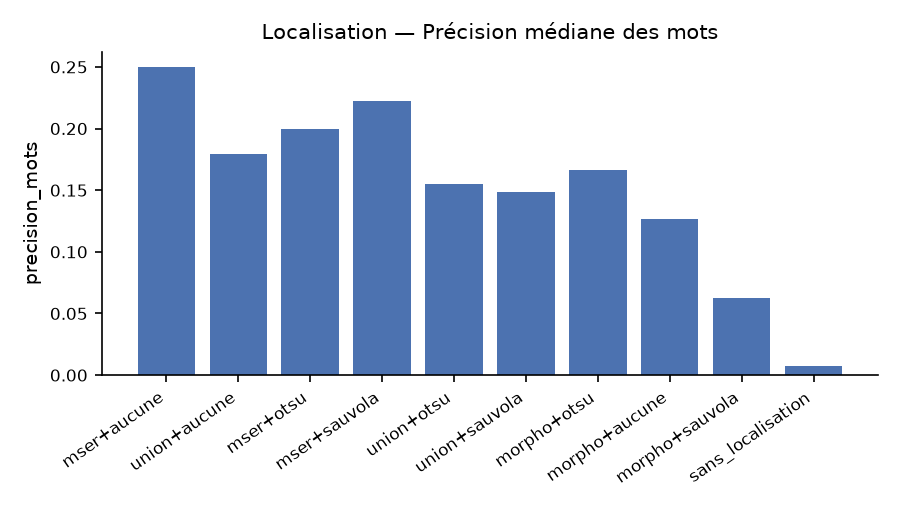 Localisation — Précision médiane des mots
precision_mots
0.25
0.20
0.15
0.10
0.05
0.00
mser+aucune
union+aucune
mser+otsu
mser+sauvola
union+otsu
union+sauvola
morpho+otsu
morpho+aucune
morpho+sauvola
sans_localisation